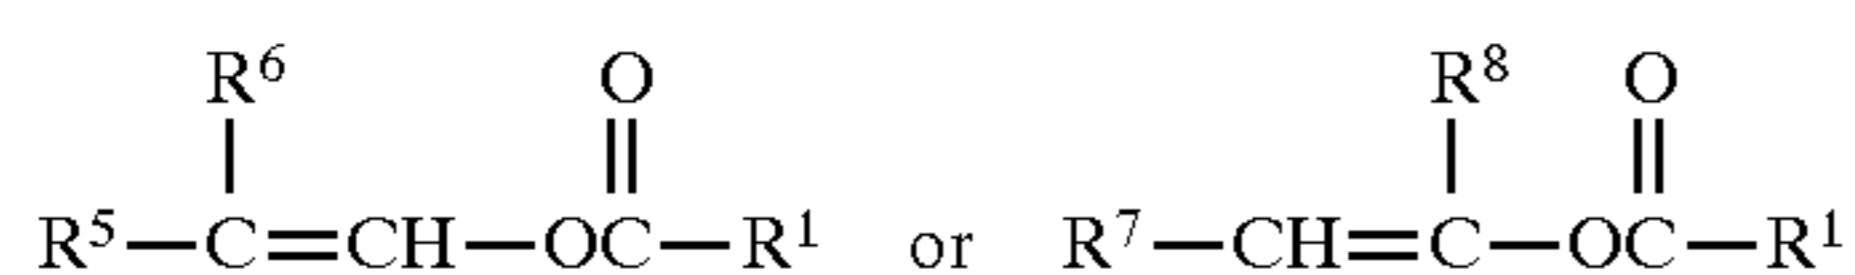 R⁶ O R⁸ O
R⁵—C=CH—OC—R¹ or R⁷—CH=C—OC—R¹